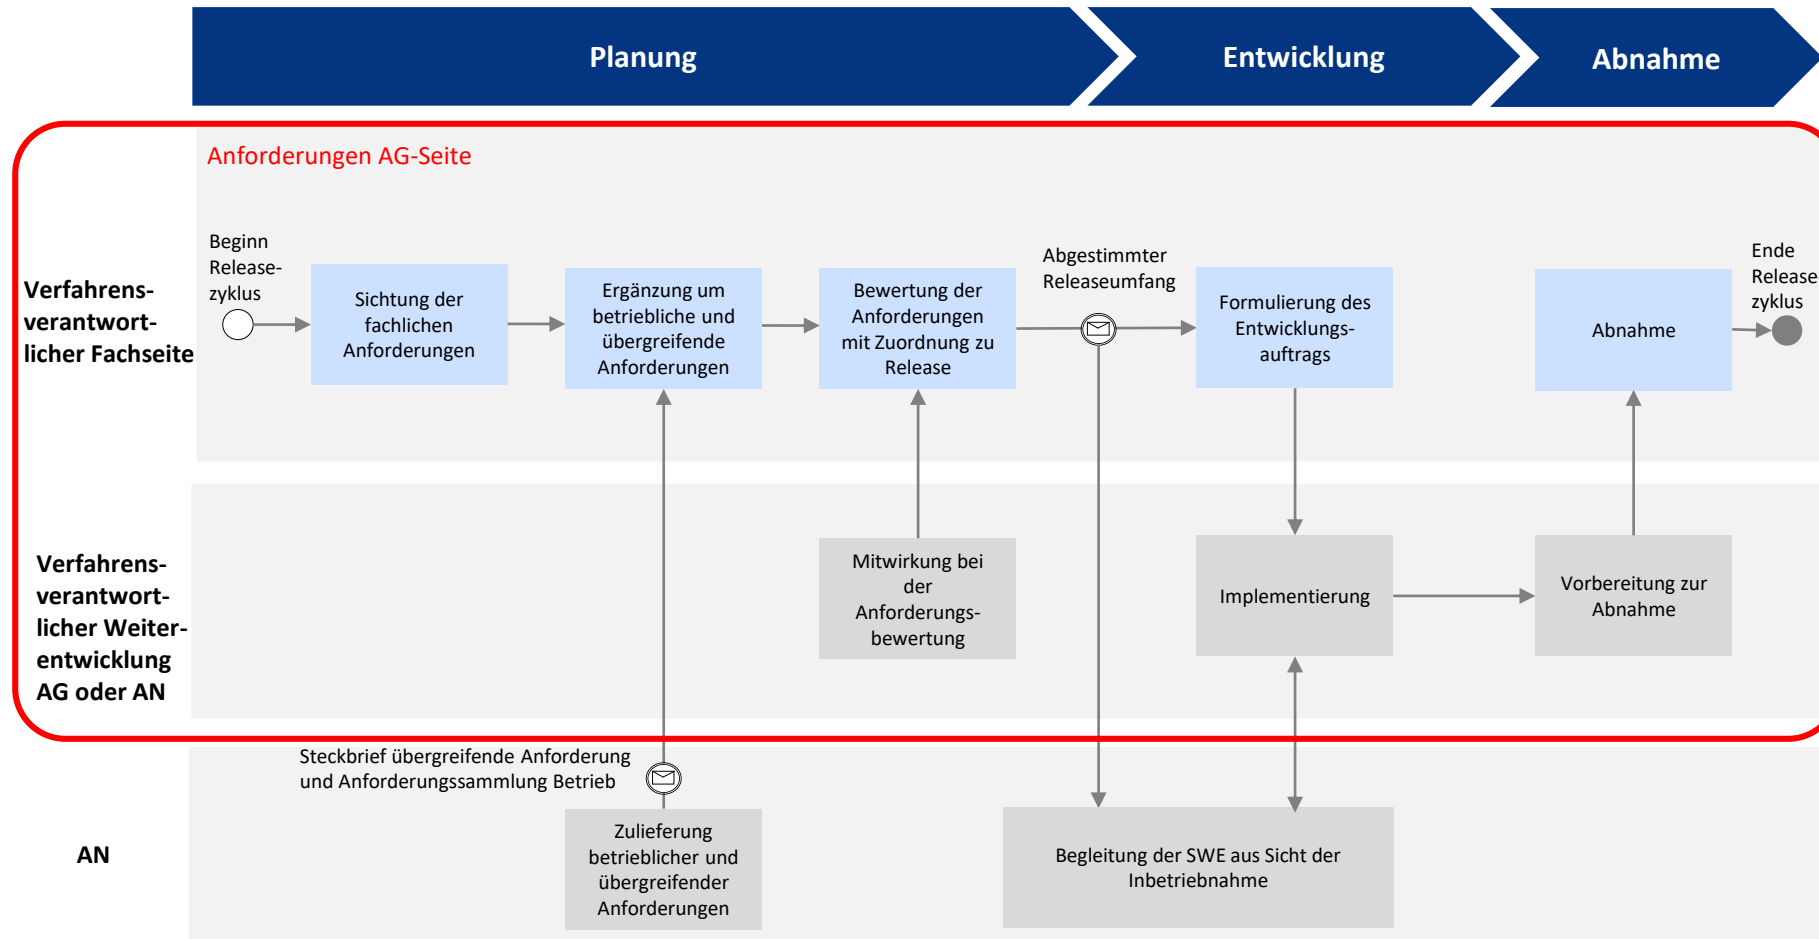 Planung
Entwicklung
Abnahme
Anforderungen AG-Seite
Verfahrens-
verantwort-
licher Fachseite
Beginn
Release-
zyklus
Sichtung der
fachlichen
Anforderungen
Ergänzung um
betriebliche und
übergreifende
Anforderungen
Bewertung der
Anforderungen
mit Zuordnung zu
Release
Abgestimmter
Releaseumfang
Formulierung des
Entwicklungs-
auftrags
Abnahme
Ende
Release-
zyklus
Verfahrens-
verantwort-
licher Weiter-
entwicklung
AG oder AN
Mitwirkung bei
der
Anforderungs-
bewertung
Implementierung
Vorbereitung zur
Abnahme
Steckbrief übergreifende Anforderung
und Anforderungssammlung Betrieb
AN
Zulieferung
betrieblicher und
übergreifender
Anforderungen
Begleitung der SWE aus Sicht der
Inbetriebnahme